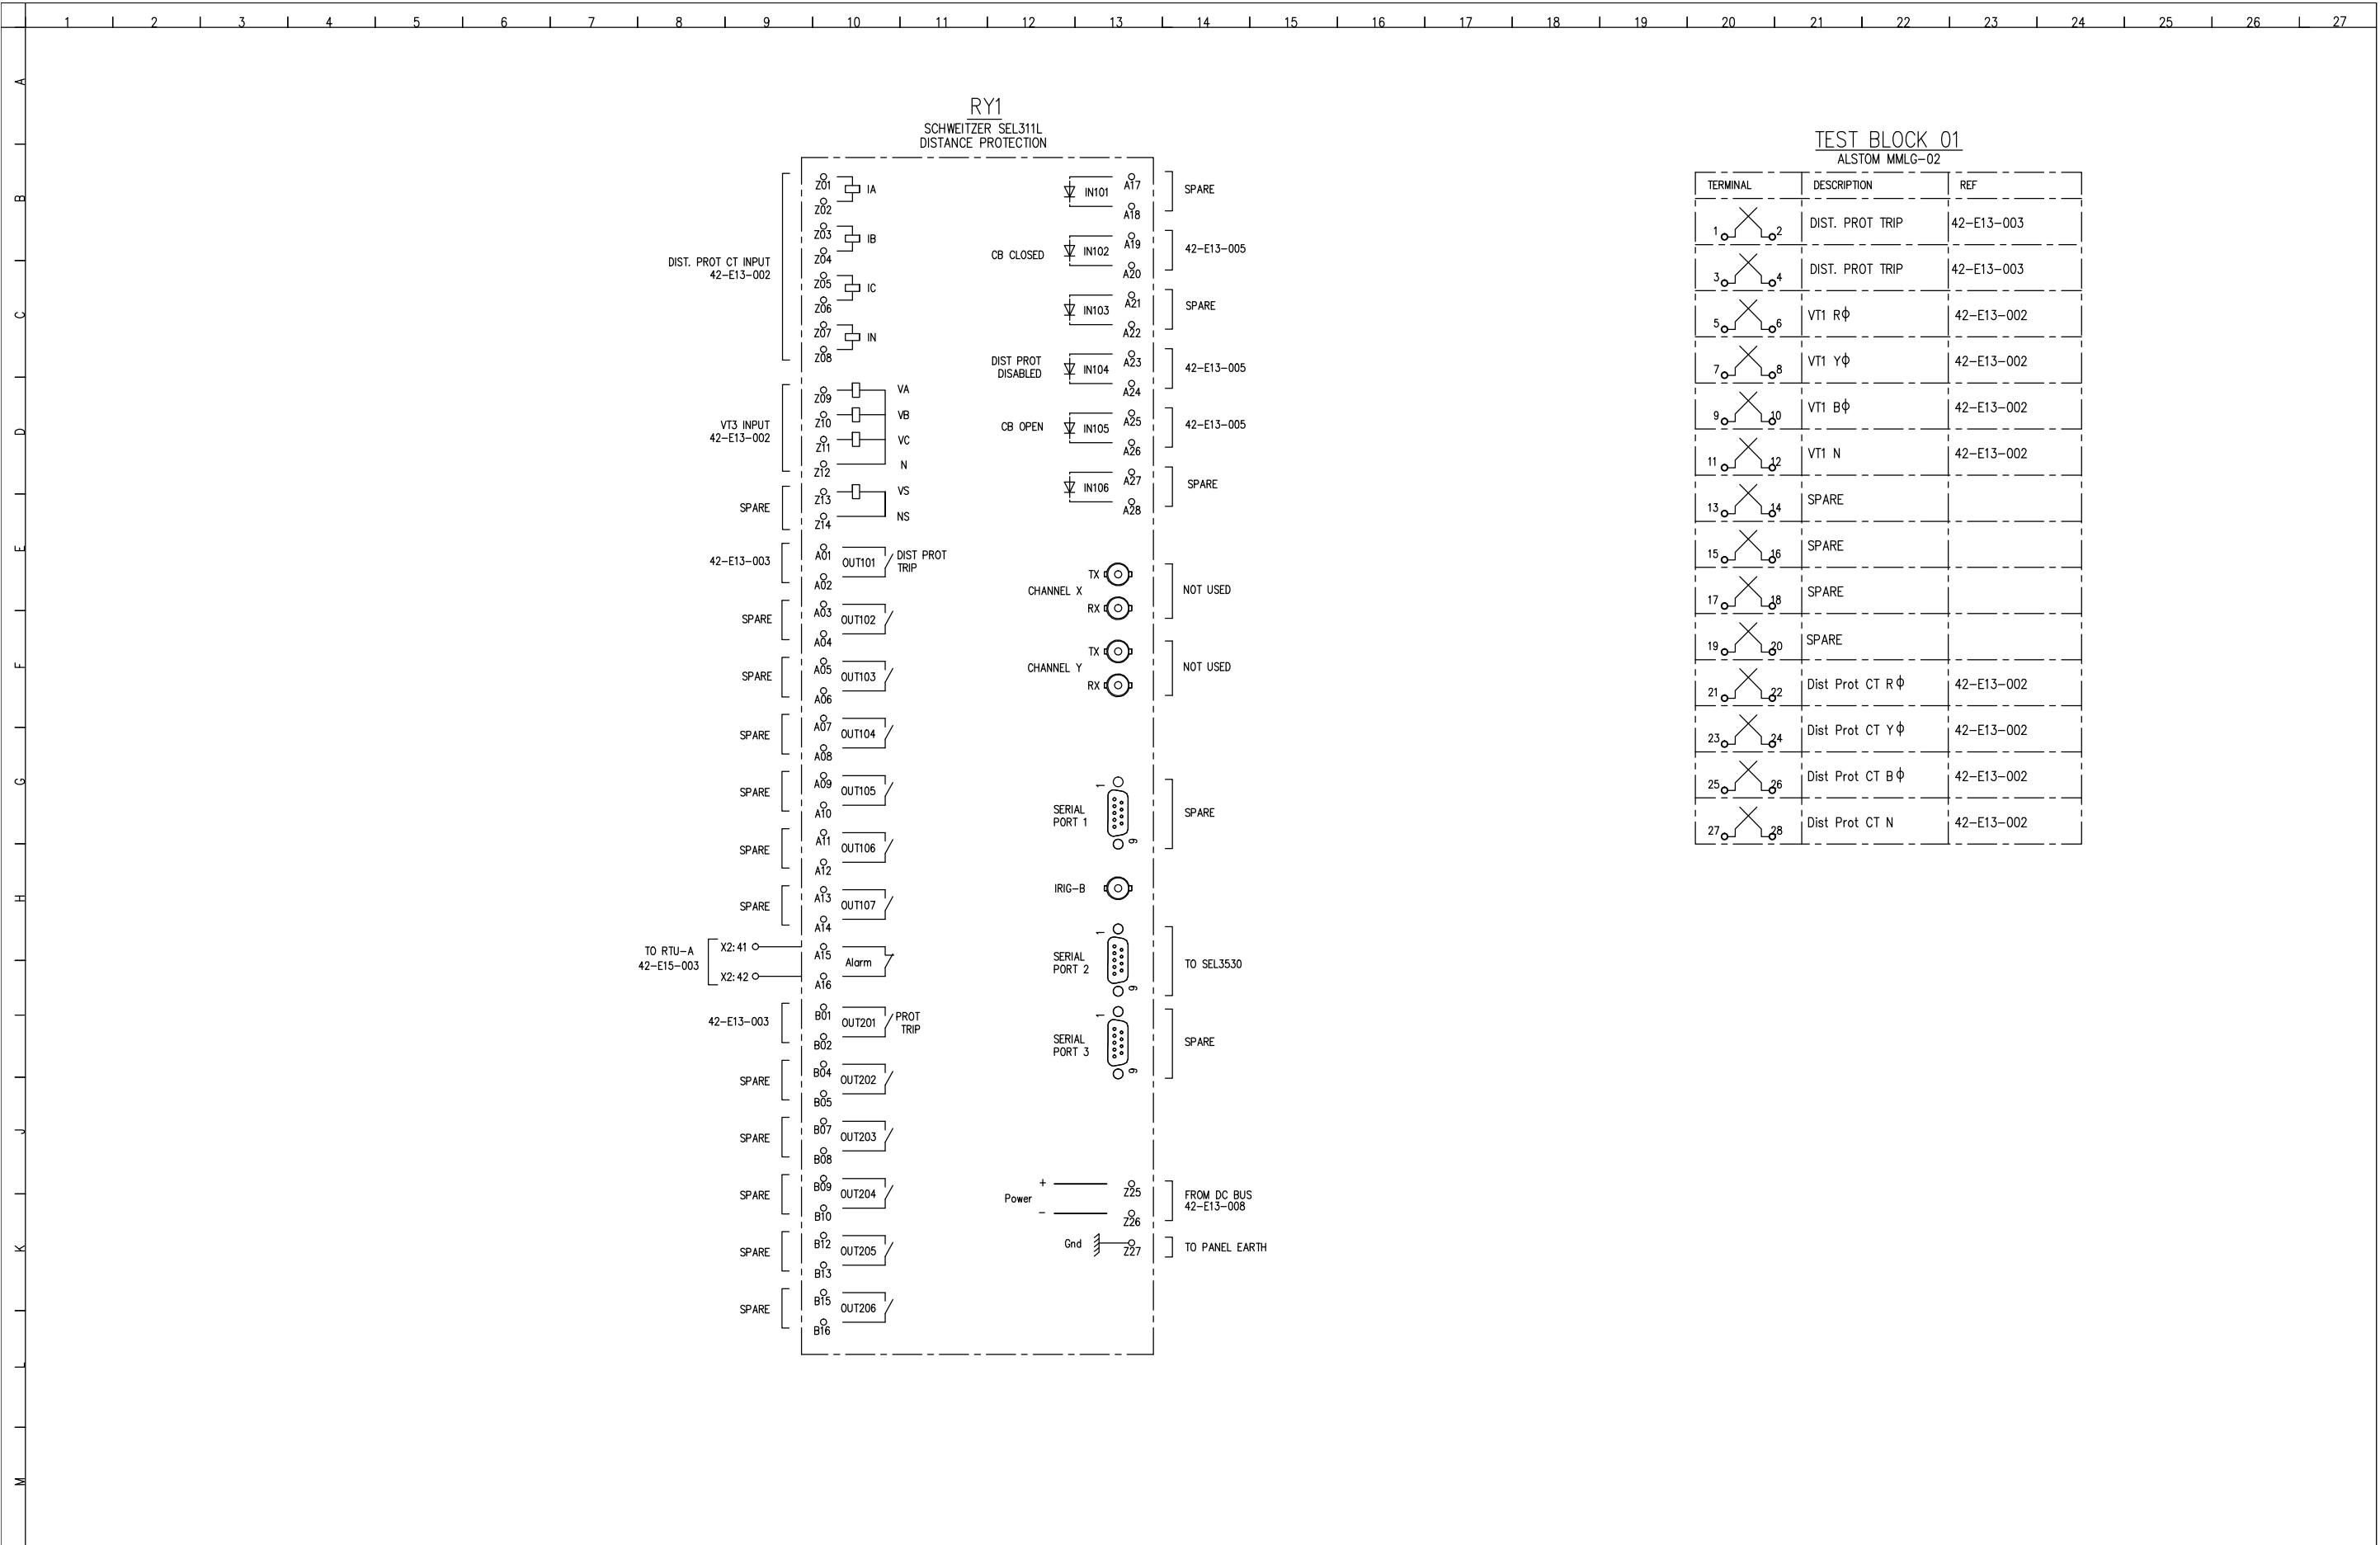 1 2 3 4 5 6 7 8 9 10 11 12 13 14 15 16 17 18 19 20 21 22 23 24 25 26 27
A
B
C
D
E
F
G
H
I
J
K
L
M
RY1
SCHWEITZER SEL311L
DISTANCE PROTECTION
DIST. PROT CT INPUT
42-E13-002
Z01
IA
Z02
Z03
IB
Z04
Z05
IC
Z06
Z07
IN
Z08
VT3 INPUT
42-E13-002
Z09 VA
Z10 VB
Z11 VC
Z12 N
SPARE
Z13 VS
Z14 NS
42-E13-003
A01
OUT101
DIST PROT
TRIP
A02
SPARE
A03
OUT102
A04
SPARE
A05
OUT103
A06
SPARE
A07
OUT104
A08
SPARE
A09
OUT105
A10
SPARE
A11
OUT106
A12
SPARE
A13
OUT107
A14
TO RTU-A
42-E15-003
X2:41
X2:42
A15
Alarm
A16
42-E13-003
B01
OUT201
PROT
TRIP
B02
SPARE
B04
OUT202
B05
SPARE
B07
OUT203
B08
SPARE
B09
OUT204
B10
SPARE
B12
OUT205
B13
SPARE
B15
OUT206
B16
IN101
A17
A18
SPARE
CB CLOSED
IN102
A19
A20
42-E13-005
IN103
A21
A22
SPARE
DIST PROT
DISABLED
IN104
A23
A24
42-E13-005
CB OPEN
IN105
A25
A26
42-E13-005
IN106
A27
A28
SPARE
CHANNEL X
TX
RX
NOT USED
CHANNEL Y
TX
RX
NOT USED
SERIAL
PORT 1
1
9
SPARE
IRIG-B
SERIAL
PORT 2
1
9
TO SEL3530
SERIAL
PORT 3
1
9
SPARE
Power
+
-
Z25
Z26
FROM DC BUS
42-E13-008
Gnd
Z27
TO PANEL EARTH
TEST BLOCK 01
ALSTOM MMLG-02
TERMINAL DESCRIPTION REF
1 2 DIST. PROT TRIP 42-E13-003
3 4 DIST. PROT TRIP 42-E13-003
5 6 VT1 RΦ 42-E13-002
7 8 VT1 YΦ 42-E13-002
9 10 VT1 BΦ 42-E13-002
11 12 VT1 N 42-E13-002
13 14 SPARE
15 16 SPARE
17 18 SPARE
19 20 SPARE
21 22 Dist Prot CT RΦ 42-E13-002
23 24 Dist Prot CT YΦ 42-E13-002
25 26 Dist Prot CT BΦ 42-E13-002
27 28 Dist Prot CT N 42-E13-002